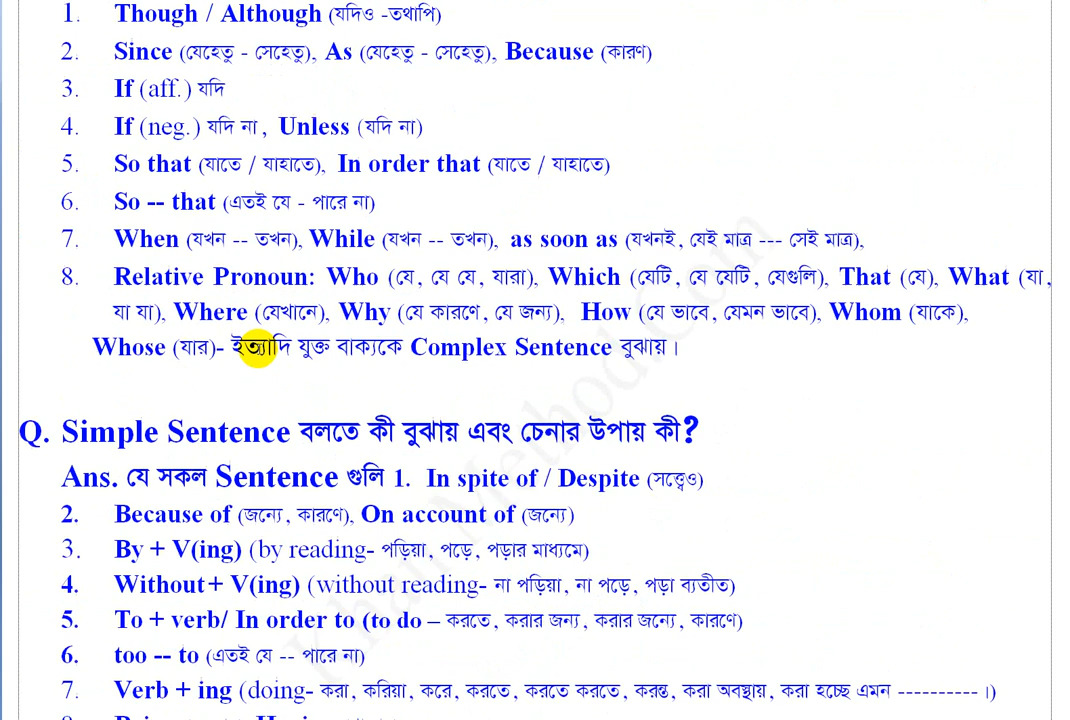 1. Though / Although (যদিও -তথাপি)
2. Since (যেহেতু - সেহেতু), As (যেহেতু - সেহেতু), Because (কারণ)
3. If (aff.) যদি
4. If (neg.) যদি না, Unless (যদি না)
5. So that (যাতে / যাহাতে), In order that (যাতে / যাহাতে)
6. So -- that (এতই যে - পারে না)
7. When (যখন -- তখন), While (যখন -- তখন), as soon as (যখনই, যেই মাত্র --- সেই মাত্র),
8. Relative Pronoun: Who (যে, যে যে, যারা), Which (যেটি, যে যেটি, যেগুলি), That (যে), What (যা,
যা যা), Where (যেখানে), Why (যে কারণে, যে জন্য), How (যে ভাবে, যেমন ভাবে), Whom (যাকে),
Whose (যার)- ইত্যাদি যুক্ত বাক্যকে Complex Sentence বুঝায়।
Q. Simple Sentence বলতে কী বুঝায় এবং চেনার উপায় কী?
Ans. যে সকল Sentence গুলি 1. In spite of / Despite (সত্ত্বেও)
2. Because of (জন্যে, কারণে), On account of (জন্যে)
3. By + V(ing) (by reading- পড়িয়া, পড়ে, পড়ার মাধ্যমে)
4. Without+ V(ing) (without reading- না পড়িয়া, না পড়ে, পড়া ব্যতীত)
5. To + verb/ In order to (to do – করতে, করার জন্য, করার জন্যে, কারণে)
6. too -- to (এতই যে -- পারে না)
7. Verb + ing (doing- করা, করিয়া, করে, করতে, করতে করতে, করন্ত, করা অবস্থায়, করা হচ্ছে এমন ----------।)